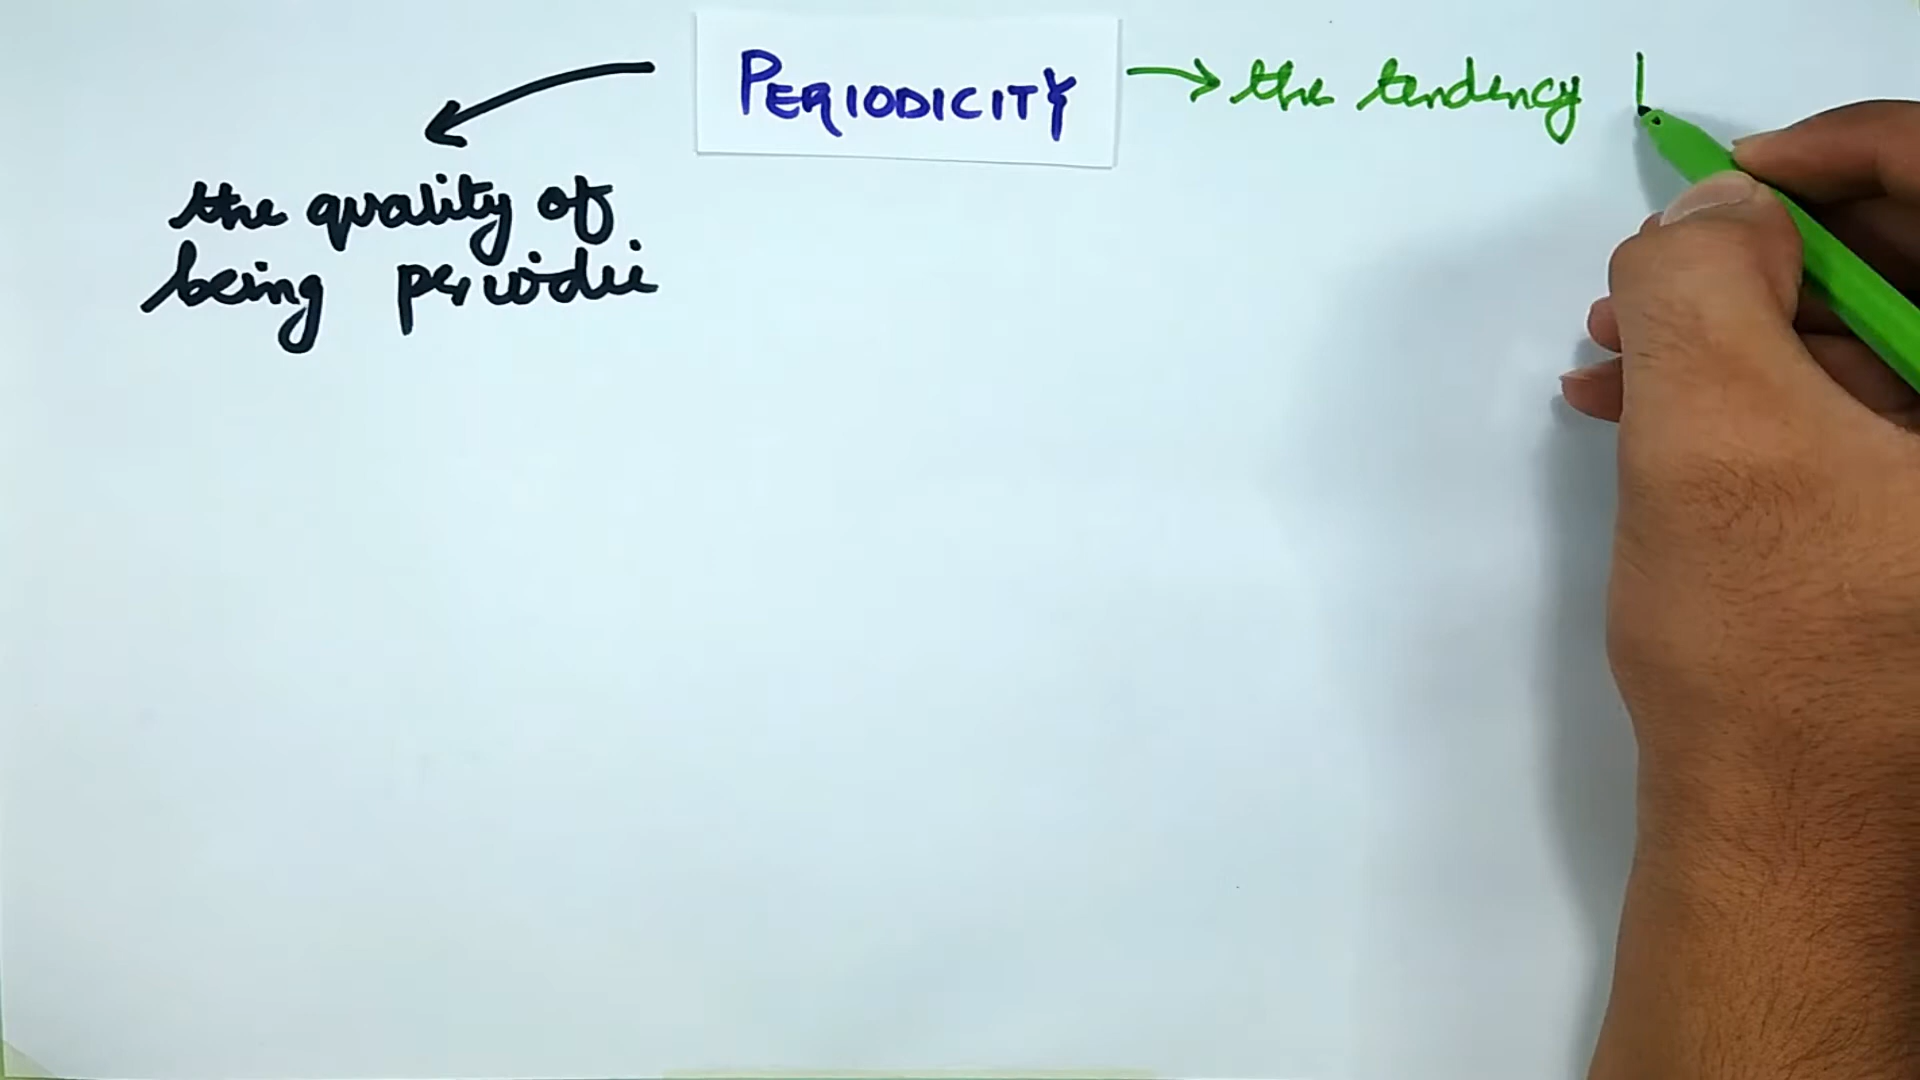 PERIODICITY
the tendency
the quality of
being periodic